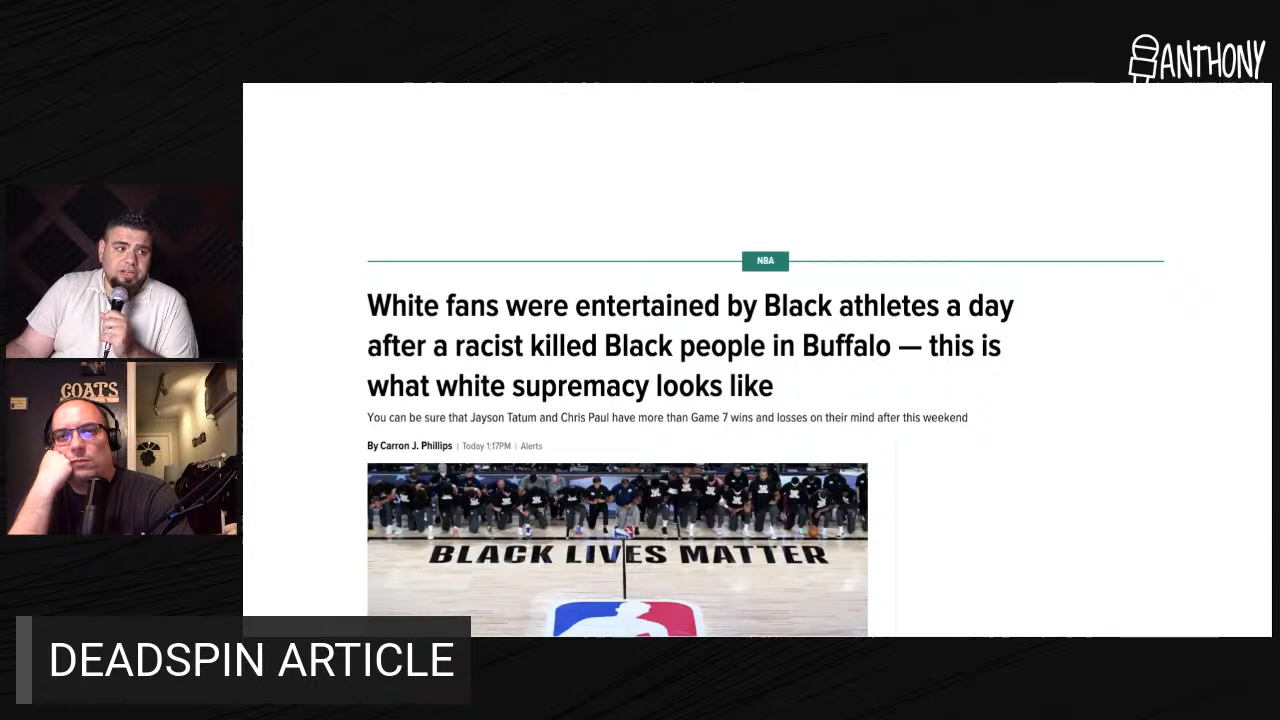 ANTHONY
NBA
White fans were entertained by Black athletes a day
after a racist killed Black people in Buffalo — this is
what white supremacy looks like
You can be sure that Jayson Tatum and Chris Paul have more than Game 7 wins and losses on their mind after this weekend
By Carron J. Phillips | Today 1:17PM | Alerts
COATS
BLACK LIVES MATTER
DEADSPIN ARTICLE